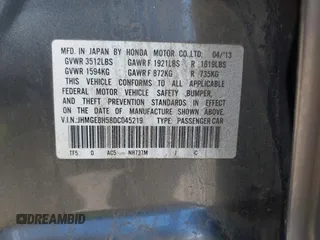 MFD. IN JAPAN BY HONDA MOTOR CO.,LTD. 04/'13
GVWR 3512LBS GAWR F 1921LBS R 1619LBS
GVWR 1594KG GAWR F 872KG R 735KG
THIS VEHICLE CONFORMS TO ALL APPLICABLE
FEDERAL MOTOR VEHICLE SAFETY, BUMPER,
AND THEFT PREVENTION STANDARDS IN EFFECT
ON THE DATE OF MANUFACTURE SHOWN ABOVE.
V.I.N.:JHMGE8H58DC045219 TYPE: PASSENGER CAR
TF5 0 AC5 NH737M C
DREAMBID